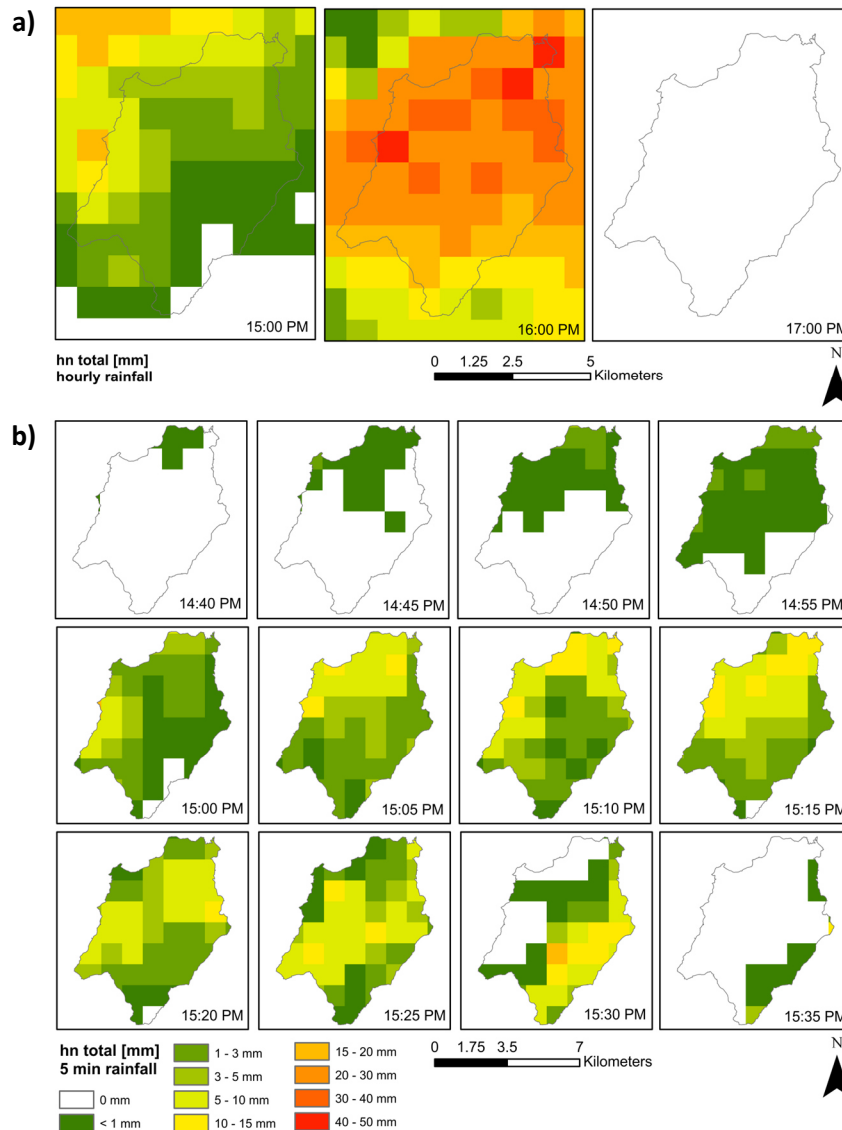 a)
15:00 PM
16:00 PM
17:00 PM
hn total [mm]
hourly rainfall
0 1.25 2.5 5
Kilometers
N
b)
14:40 PM
14:45 PM
14:50 PM
14:55 PM
15:00 PM
15:05 PM
15:10 PM
15:15 PM
15:20 PM
15:25 PM
15:30 PM
15:35 PM
hn total [mm]
5 min rainfall
0 mm
< 1 mm
1 - 3 mm
3 - 5 mm
5 - 10 mm
10 - 15 mm
15 - 20 mm
20 - 30 mm
30 - 40 mm
40 - 50 mm
0 1.75 3.5 7
Kilometers
N